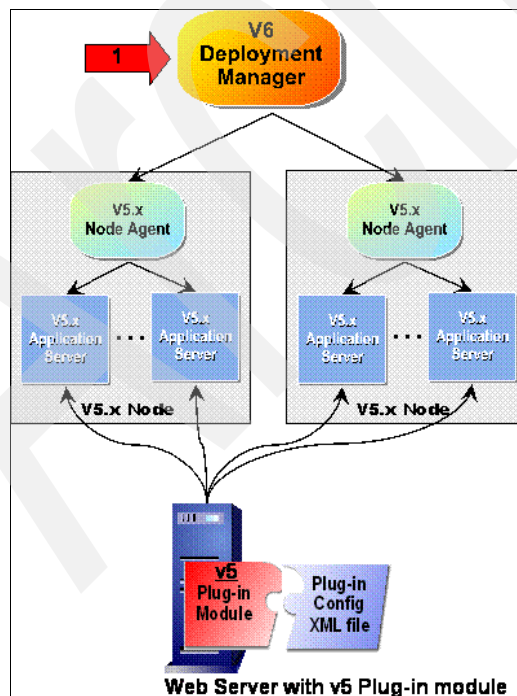 1
V6
Deployment
Manager
V5.x
Node Agent
V5.x
Node Agent
V5.x
Application
Server
...
V5.x
Application
Server
V5.x
Application
Server
...
V5.x
Application
Server
V5.x Node
V5.x Node
v5
Plug-in
Module
Plug-in
Config
XML file
Web Server with v5 Plug-in module